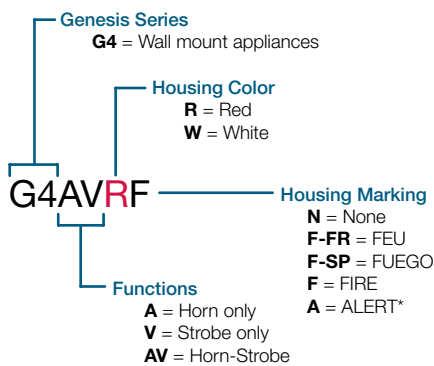 Genesis Series
G4 = Wall mount appliances
Housing Color
R = Red
W = White
G4AVRF
Housing Marking
N = None
F-FR = FEU
F-SP = FUEGO
F = FIRE
A = ALERT*
Functions
A = Horn only
V = Strobe only
AV = Horn-Strobe